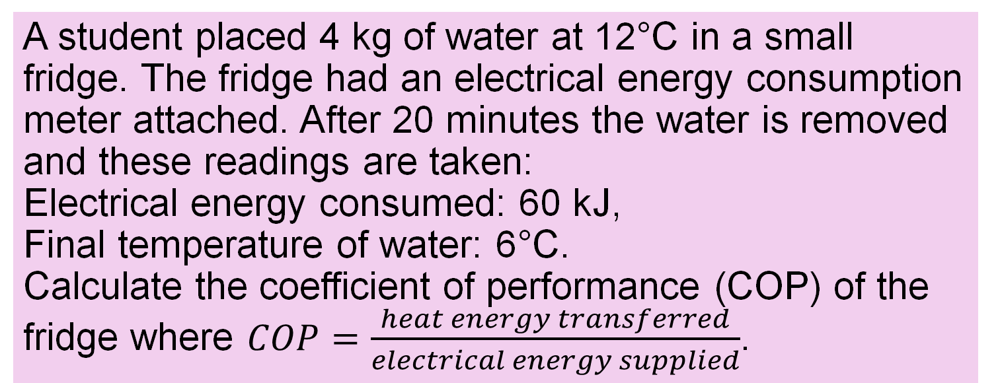 A student placed 4 kg of water at 12°C in a small
fridge. The fridge had an electrical energy consumption
meter attached. After 20 minutes the water is removed
and these readings are taken:
Electrical energy consumed: 60 kJ,
Final temperature of water: 6°C.
Calculate the coefficient of performance (COP) of the
fridge where COP = heat energy transferred / electrical energy supplied.